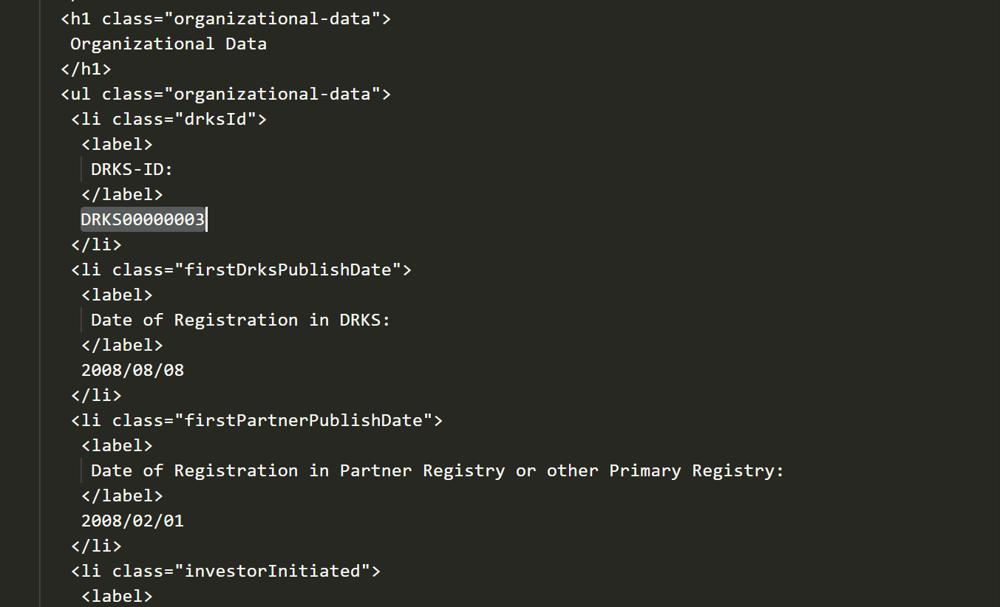 <h1 class="organizational-data">
Organizational Data
</h1>
<ul class="organizational-data">
<li class="drksId">
<label>
DRKS-ID:
</label>
DRKS00000003
</li>
<li class="firstDrksPublishDate">
<label>
Date of Registration in DRKS:
</label>
2008/08/08
</li>
<li class="firstPartnerPublishDate">
<label>
Date of Registration in Partner Registry or other Primary Registry:
</label>
2008/02/01
</li>
<li class="investorInitiated">
<label>